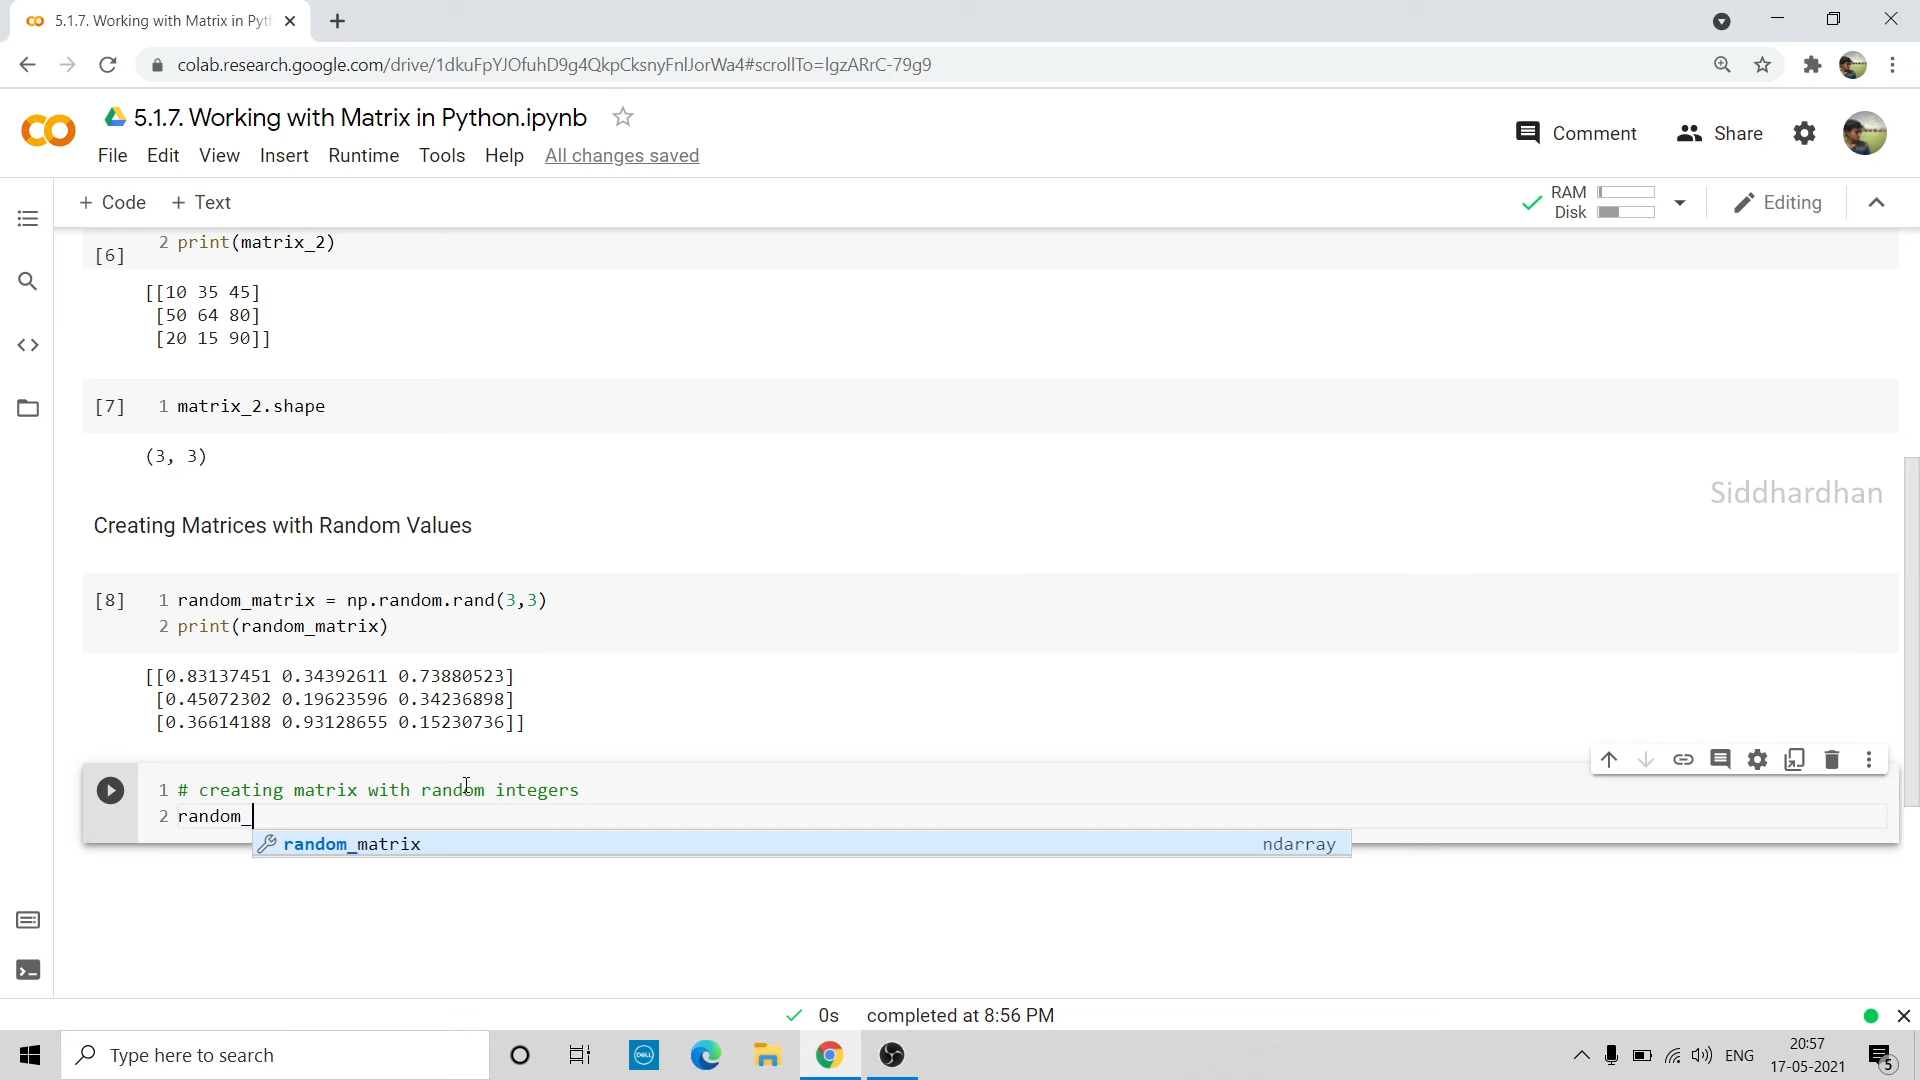 5.1.7. Working with Matrix in Pyth
colab.research.google.com/drive/1dkuFpYJOfuhD9g4QkpCksnyFnlJorWa4#scrollTo=lgzARrC-79g9
5.1.7. Working with Matrix in Python.ipynb
Comment
Share
File Edit View Insert Runtime Tools Help All changes saved
+ Code + Text
RAM
Disk
Editing
[6]
2 print(matrix_2)
[[10 35 45]
[50 64 80]
[20 15 90]]
[7] 1 matrix_2.shape
(3, 3)
Siddhardhan
Creating Matrices with Random Values
[8] 1 random_matrix = np.random.rand(3,3)
2 print(random_matrix)
[[0.83137451 0.34392611 0.73880523]
[0.45072302 0.19623596 0.34236898]
[0.36614188 0.93128655 0.15230736]]
1 # creating matrix with random integers
2 random_
random_matrix ndarray
0s completed at 8:56 PM
Type here to search
DELL
ENG
20:57
17-05-2021
5